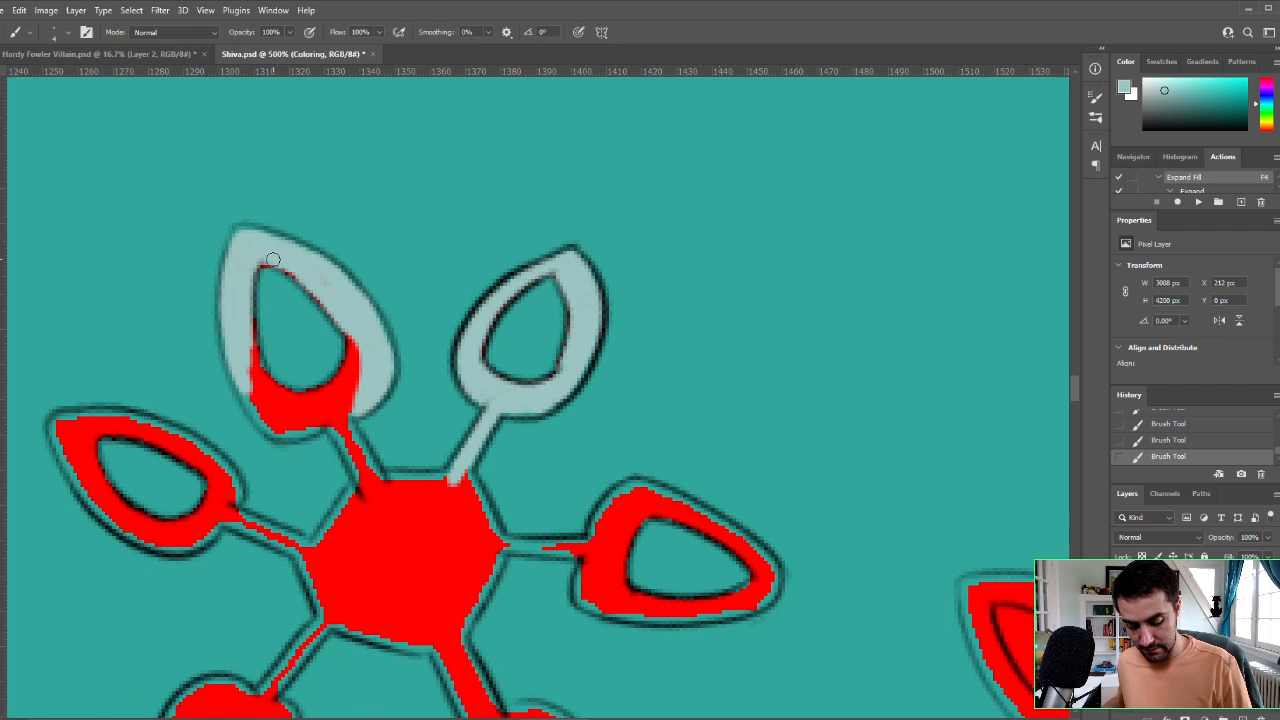 Edit Image Layer Type Select Filter 3D View Plugins Window Help
Mode: Normal Opacity: 100% Flow: 100% Smoothing: 0% 0°
Hardy Fowler Villain.psd @ 16.7% (Layer 2, RGB/8#) * × Shiva.psd @ 500% (Coloring, RGB/8#) * ×
1240 1250 1260 1270 1280 1290 1300 1310 1320 1330 1340 1350 1360 1370 1380 1390 1400 1410 1420 1430 1440 1450 1460 1470 1480 1490 1500 1510 1520 1530
Color Swatches Gradients Patterns
Navigator Histogram Actions
Expand Fill F4
Expand
Properties
Pixel Layer
Transform
W 3088 px X 212 px
H 4200 px Y 0 px
0.00°
Align and Distribute
Align:
History
Brush Tool
Brush Tool
Brush Tool
Layers Channels Paths
Kind
Normal Opacity: 100%
Lock: Fill: 100%